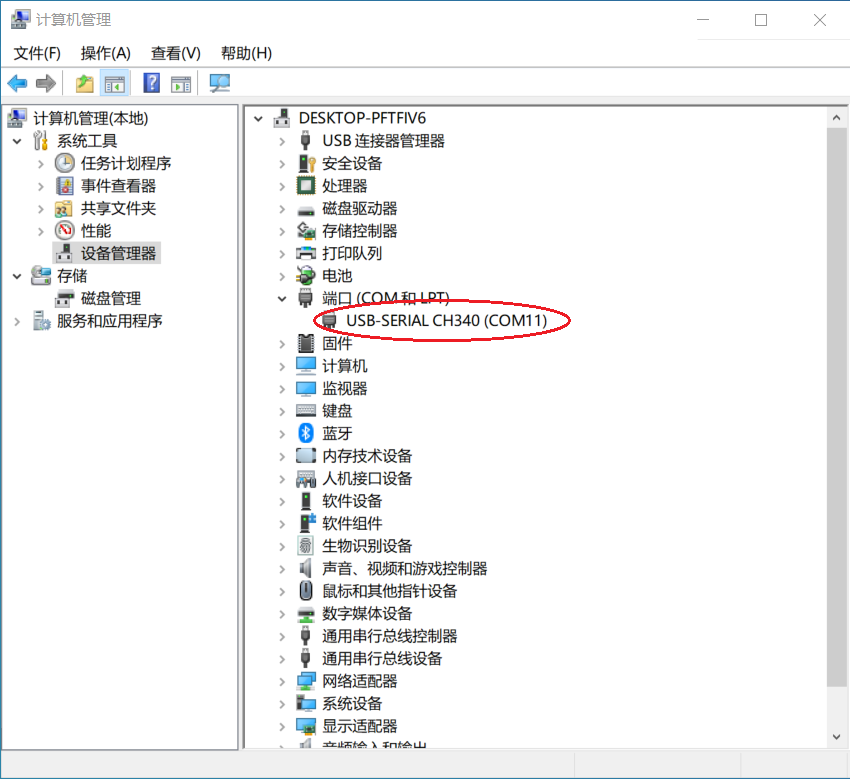 计算机管理
文件(F) 操作(A) 查看(V) 帮助(H)
计算机管理(本地)
系统工具
任务计划程序
事件查看器
共享文件夹
性能
设备管理器
存储
磁盘管理
服务和应用程序
DESKTOP-PFTFIV6
USB 连接器管理器
安全设备
处理器
磁盘驱动器
存储控制器
打印队列
电池
端口 (COM 和 LPT)
USB-SERIAL CH340 (COM11)
固件
计算机
监视器
键盘
蓝牙
内存技术设备
人机接口设备
软件设备
软件组件
生物识别设备
声音、视频和游戏控制器
鼠标和其他指针设备
数字媒体设备
通用串行总线控制器
通用串行总线设备
网络适配器
系统设备
显示适配器
音频输入和输出